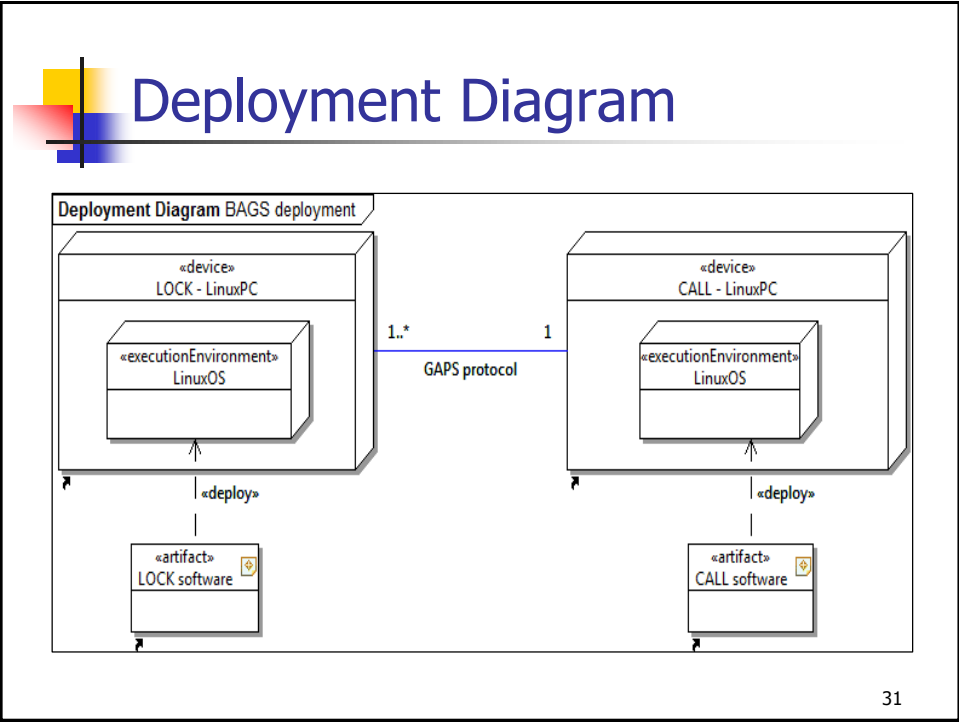 Deployment Diagram
Deployment Diagram BAGS deployment
«device»
LOCK - LinuxPC
«executionEnvironment»
LinuxOS
1..*
1
GAPS protocol
«device»
CALL - LinuxPC
«executionEnvironment»
LinuxOS
«deploy»
«deploy»
«artifact»
LOCK software
«artifact»
CALL software
31